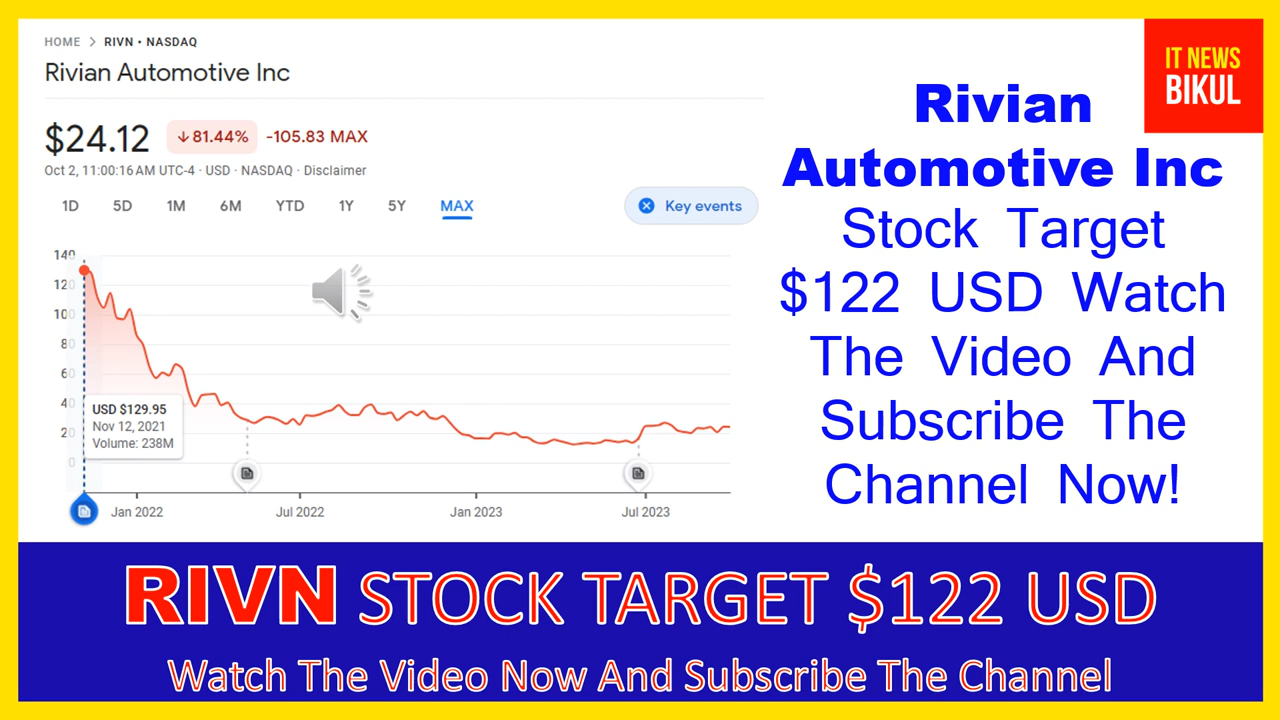 HOME > RIVN • NASDAQ
Rivian Automotive Inc
$24.12 ↓81.44% -105.83 MAX
Oct 2, 11:00:16 AM UTC-4 · USD · NASDAQ · Disclaimer
1D 5D 1M 6M YTD 1Y 5Y MAX
Key events
140
120
100
80
60
40
20
0
USD $129.95
Nov 12, 2021
Volume: 238M
Jan 2022 Jul 2022 Jan 2023 Jul 2023
IT NEWS
BIKUL
Rivian
Automotive Inc
Stock Target
$122 USD Watch
The Video And
Subscribe The
Channel Now!
RIVN STOCK TARGET $122 USD
Watch The Video Now And Subscribe The Channel